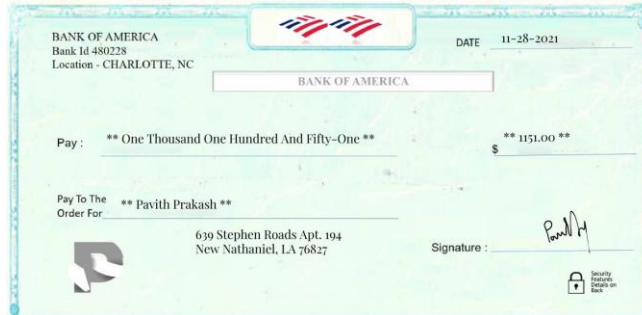 BANK OF AMERICA
Bank Id 480228
Location - CHARLOTTE, NC
DATE 11-28-2021
BANK OF AMERICA
Pay : ** One Thousand One Hundred And Fifty-One **
$ ** 1151.00 **
Pay To The
Order For ** Pavith Prakash **
639 Stephen Roads Apt. 194
New Nathaniel, LA 76827
Signature :
Security
Features
Details on
Back